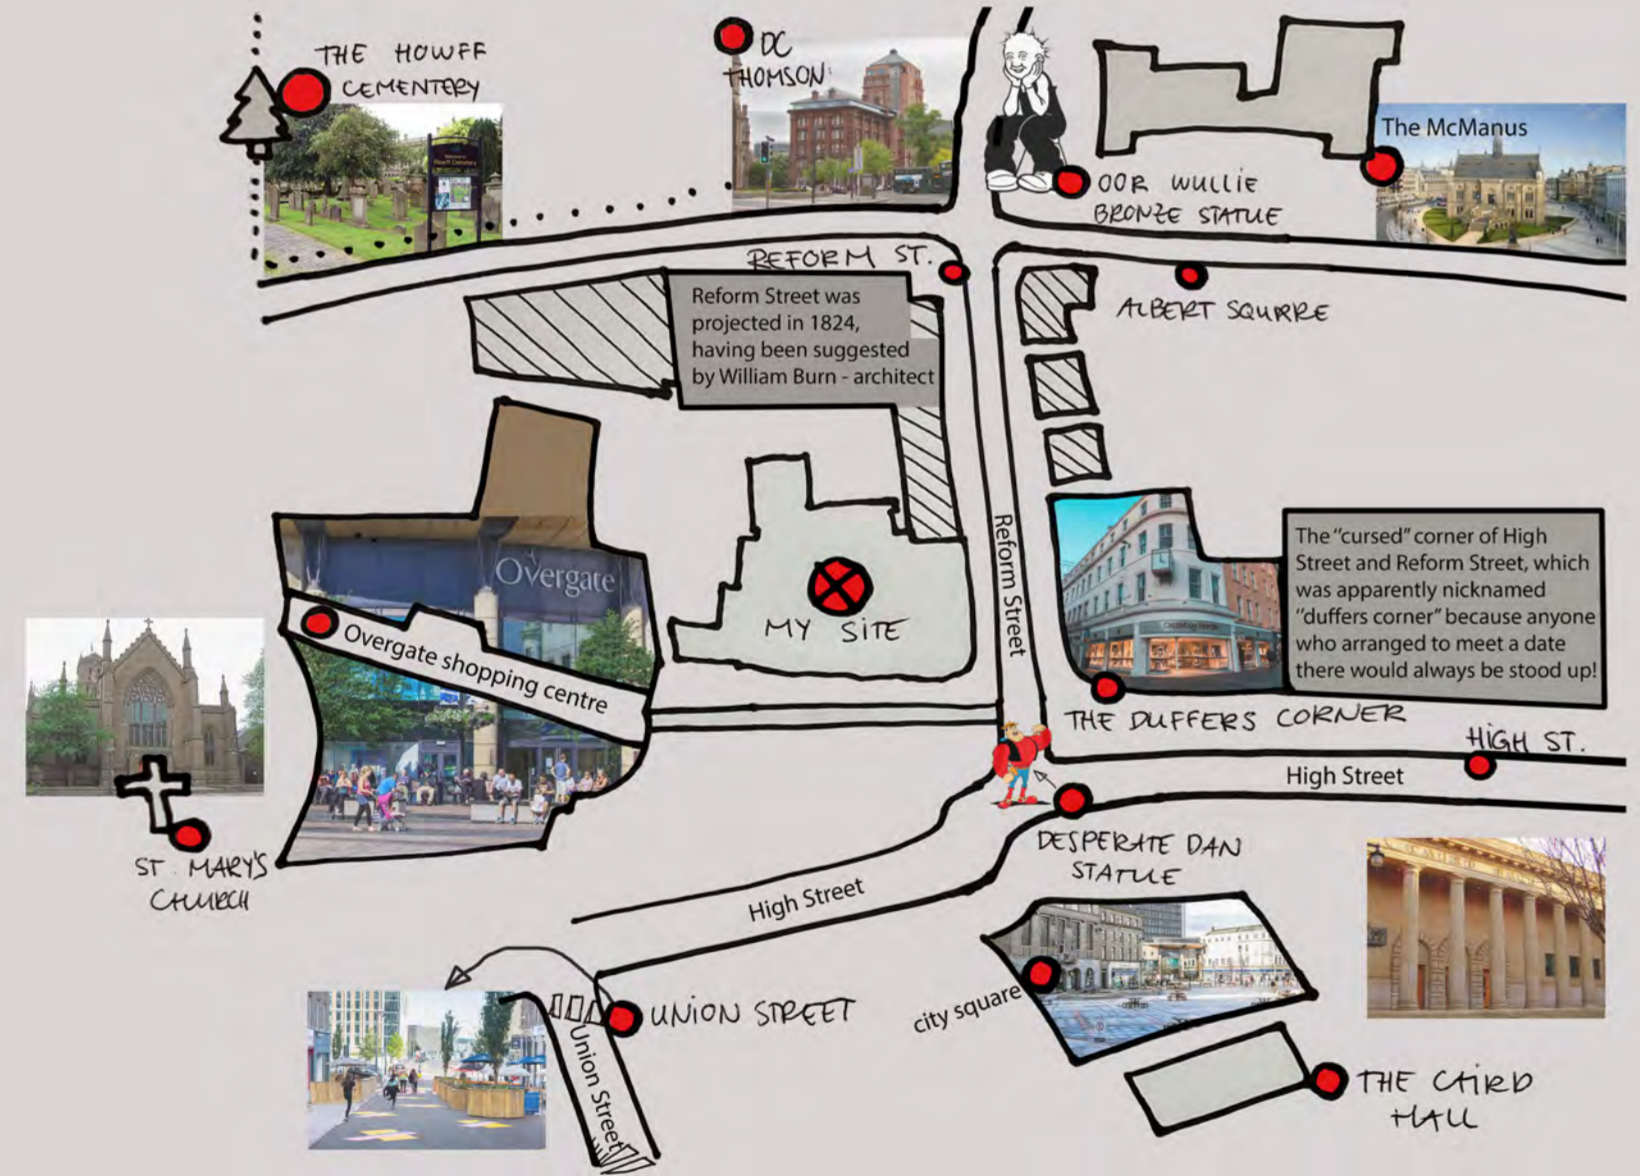 THE HOWFF
CEMENTERY
DC
THOMSON
The McManus
OOR WULLIE
BRONZE STATUE
REFORM ST.
ALBERT SQUARE
Reform Street was
projected in 1824,
having been suggested
by William Burn - architect
Overgate
Overgate shopping centre
MY SITE
Reform Street
The "cursed" corner of High
Street and Reform Street, which
was apparently nicknamed
"duffers corner" because anyone
who arranged to meet a date
there would always be stood up!
THE DUFFERS CORNER
HIGH ST.
High Street
ST. MARY'S
CHURCH
DESPERATE DAN
STATUE
High Street
UNION STREET
Union Street
city square
THE CAIRD
HALL